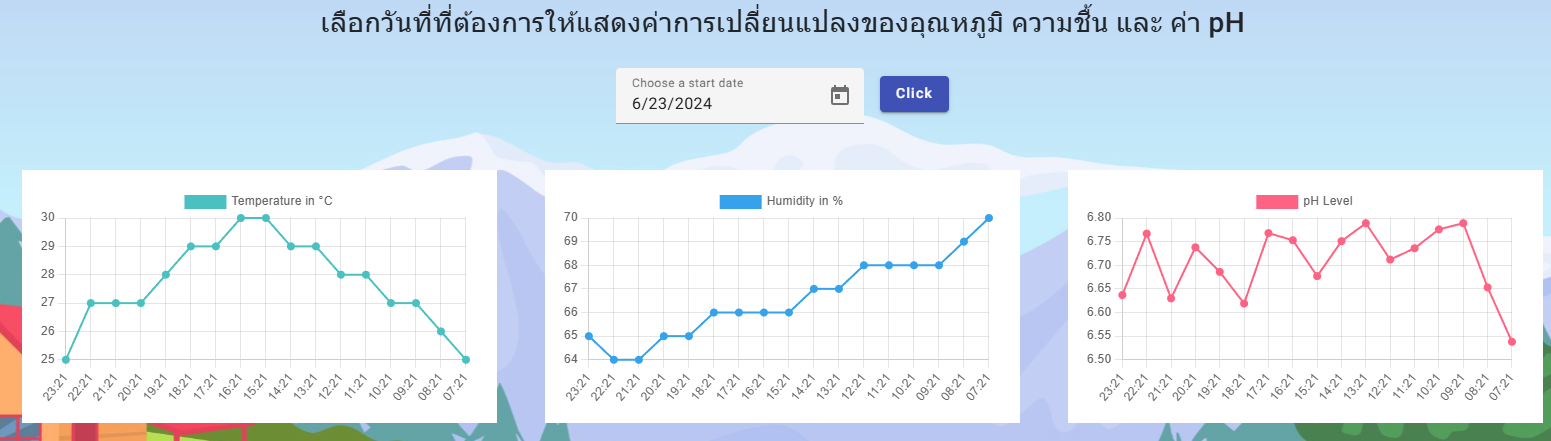 เลือกวันที่ที่ต้องการให้แสดงค่าการเปลี่ยนแปลงของอุณหภูมิ ความชื้น และ ค่า pH
Choose a start date
6/23/2024
Click
Temperature in °C
30
29
28
27
26
25
23:21 22:21 21:21 20:21 19:21 18:21 17:21 16:21 15:21 14:21 13:21 12:21 11:21 10:21 09:21 08:21 07:21
Humidity in %
70
69
68
67
66
65
64
23:21 22:21 21:21 20:21 19:21 18:21 17:21 16:21 15:21 14:21 13:21 12:21 11:21 10:21 09:21 08:21 07:21
pH Level
6.80
6.75
6.70
6.65
6.60
6.55
6.50
23:21 22:21 21:21 20:21 19:21 18:21 17:21 16:21 15:21 14:21 13:21 12:21 11:21 10:21 09:21 08:21 07:21